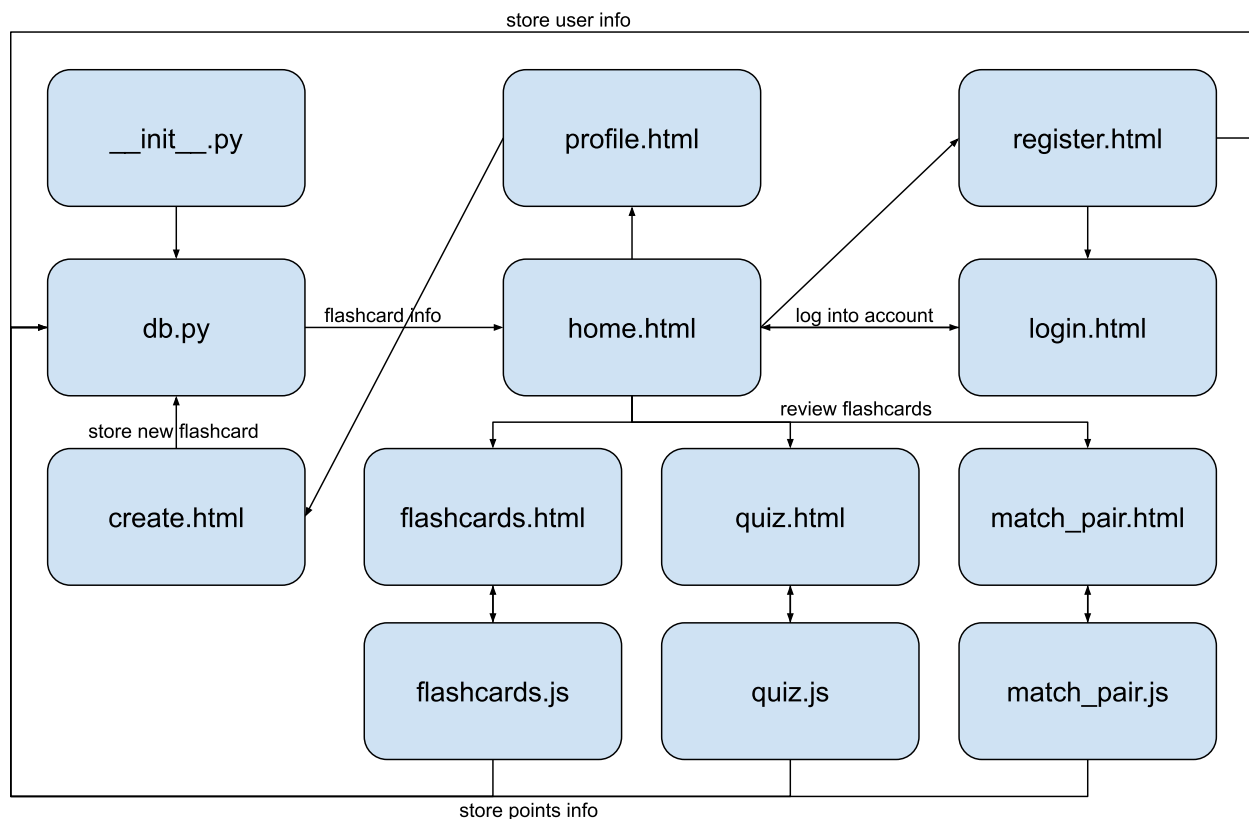 store user info
__init__.py
profile.html
register.html
db.py
flashcard info
home.html
log into account
login.html
review flashcards
store new flashcard
create.html
flashcards.html
quiz.html
match_pair.html
flashcards.js
quiz.js
match_pair.js
store points info